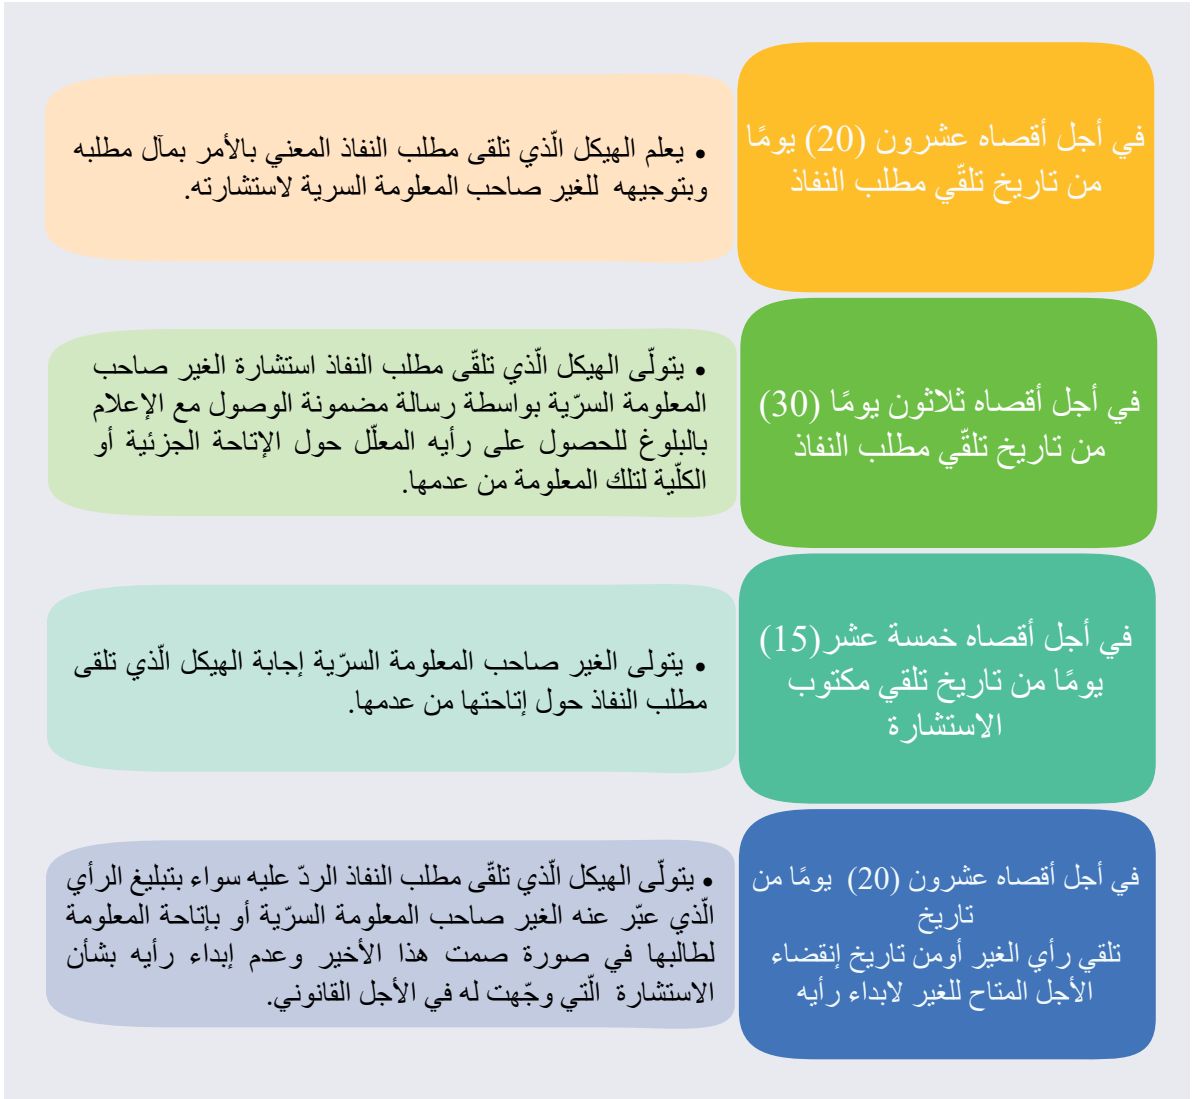 في أجل أقصاه عشرون (20) يومًا
من تاريخ تلقّي مطلب النفاذ
• يعلم الهيكل الّذي تلقى مطلب النفاذ المعني بالأمر بمآل مطلبه
وبتوجيهه للغير صاحب المعلومة السرية لاستشارته.
في أجل أقصاه ثلاثون يومًا (30)
من تاريخ تلقّي مطلب النفاذ
• يتولّى الهيكل الّذي تلقّى مطلب النفاذ استشارة الغير صاحب
المعلومة السرّية بواسطة رسالة مضمونة الوصول مع الإعلام
بالبلوغ للحصول على رأيه المعلّل حول الإتاحة الجزئية أو
الكلّية لتلك المعلومة من عدمها.
في أجل أقصاه خمسة عشر(15)
يومًا من تاريخ تلقي مكتوب
الاستشارة
• يتولى الغير صاحب المعلومة السرّية إجابة الهيكل الّذي تلقى
مطلب النفاذ حول إتاحتها من عدمها.
في أجل أقصاه عشرون (20) يومًا من
تاريخ
تلقي رأي الغير أومن تاريخ إنقضاء
الأجل المتاح للغير لابداء رأيه
• يتولّى الهيكل الّذي تلقّى مطلب النفاذ الردّ عليه سواء بتبليغ الرأي
الّذي عبّر عنه الغير صاحب المعلومة السرّية أو بإتاحة المعلومة
لطالبها في صورة صمت هذا الأخير وعدم إبداء رأيه بشأن
الاستشارة الّتي وجّهت له في الأجل القانوني.